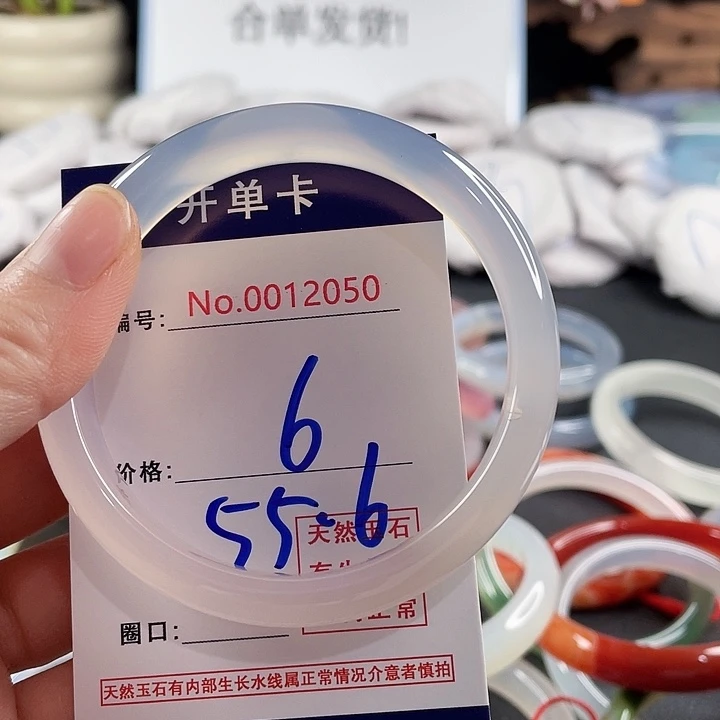 合单发货!
开单卡
编号:
No.0012050
6
价格:
55.6
天然玉石
正常
圈口:
天然玉石有内部生长水线属正常情况介意者慎拍